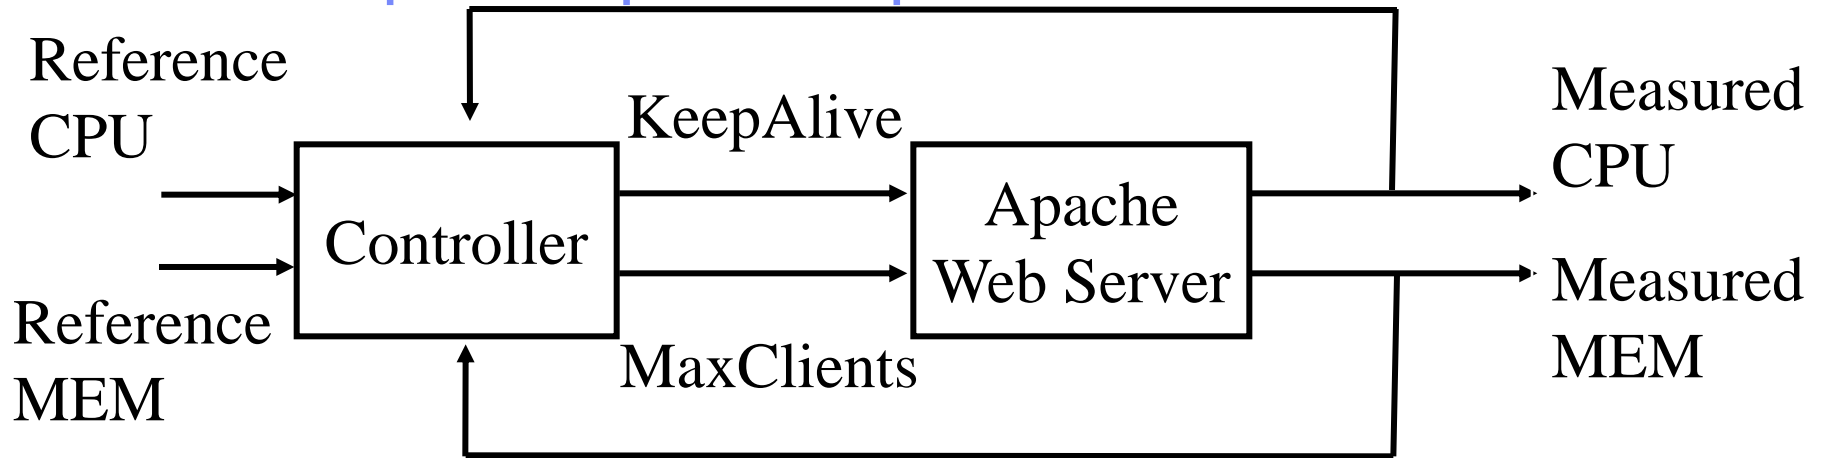 Reference
CPU
KeepAlive
Measured
CPU
Controller
Apache
Web Server
Reference
MEM
MaxClients
Measured
MEM